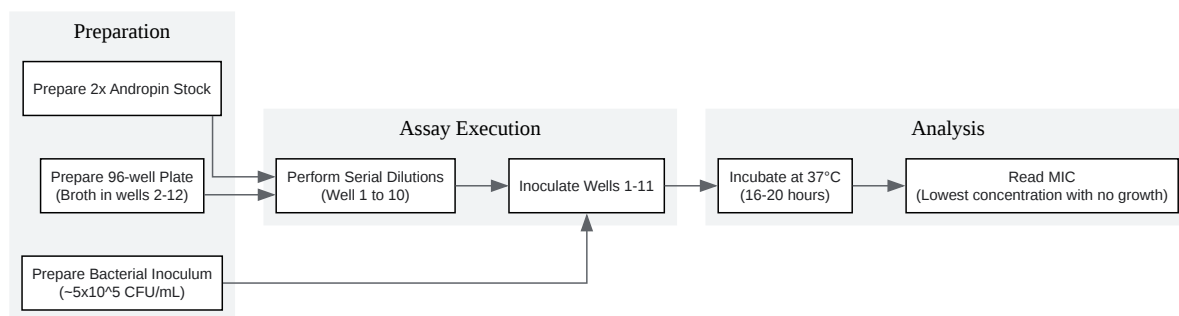 Preparation
Prepare 2x Andropin Stock
Prepare 96-well Plate
(Broth in wells 2-12)
Prepare Bacterial Inoculum
(~5x10^5 CFU/mL)
Assay Execution
Perform Serial Dilutions
(Well 1 to 10)
Inoculate Wells 1-11
Analysis
Incubate at 37°C
(16-20 hours)
Read MIC
(Lowest concentration with no growth)